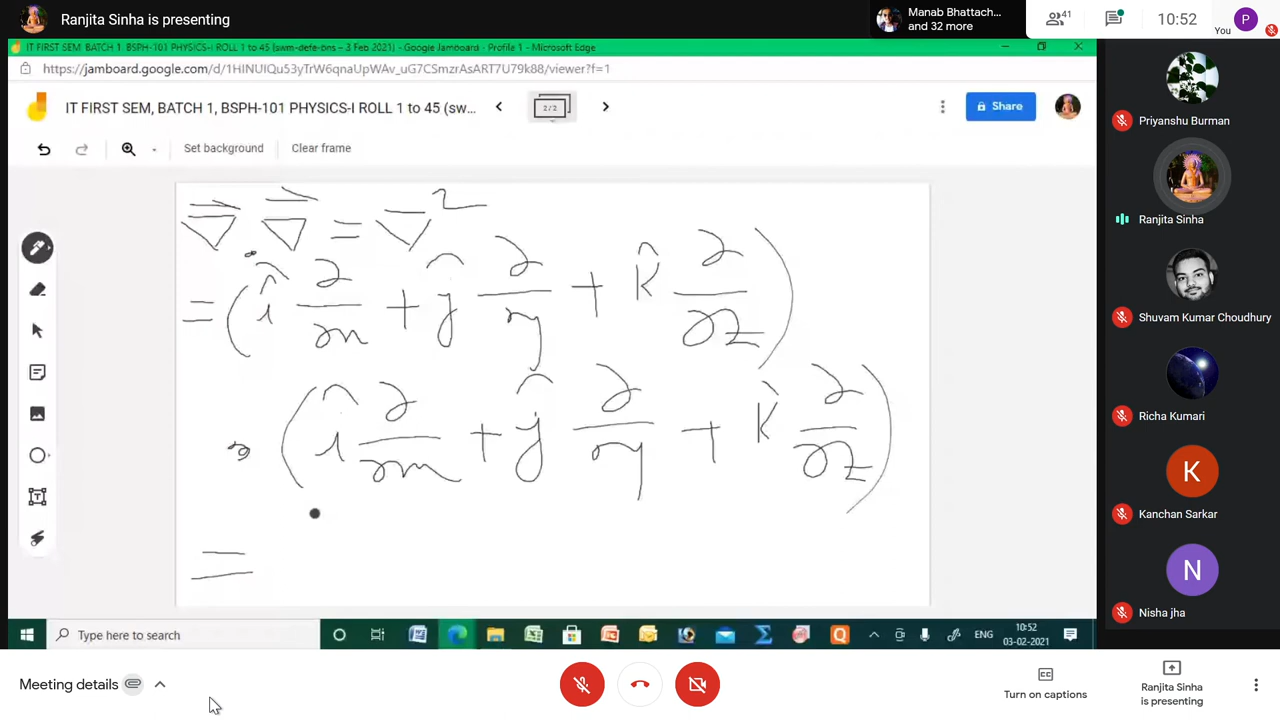 Ranjita Sinha is presenting
Manab Bhattach...
and 32 more
41
10:52
You
P
IT FIRST SEM, BATCH 1, BSPH-101 PHYSICS-I ROLL 1 to 45 (swm-defe-bns – 3 Feb 2021) - Google Jamboard - Profile 1 - Microsoft Edge
https://jamboard.google.com/d/1HINUIQu53yTrW6qnaUpWAv_uG7CSmzrAsART7U79k88/viewer?f=1
IT FIRST SEM, BATCH 1, BSPH-101 PHYSICS-I ROLL 1 to 45 (sw...
2/2
Share
Set background
Clear frame
∇⃗ . ∇⃗ = ∇²
= (î ∂/∂x + ĵ ∂/∂y + k̂ ∂/∂z)
. (î ∂/∂x + ĵ ∂/∂y + k̂ ∂/∂z)
=
Priyanshu Burman
Ranjita Sinha
Shuvam Kumar Choudhury
Richa Kumari
K
Kanchan Sarkar
N
Nisha jha
Type here to search
ENG
10:52
03-02-2021
Meeting details
Turn on captions
Ranjita Sinha
is presenting